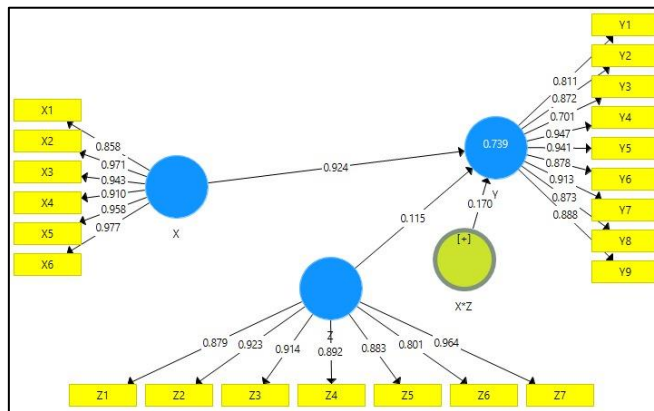 Y1
Y2
Y3
Y4
Y5
Y6
Y7
Y8
Y9
0.811
0.872
0.701
0.947
0.941
0.878
0.913
0.873
0.888
X1
X2
X3
X4
X5
X6
0.858
0.971
0.943
0.910
0.958
0.977
X
0.924
0.739
Y
0.115
0.170
[+]
X*Z
Z
0.879
0.923
0.914
0.892
0.883
0.801
0.964
Z1
Z2
Z3
Z4
Z5
Z6
Z7